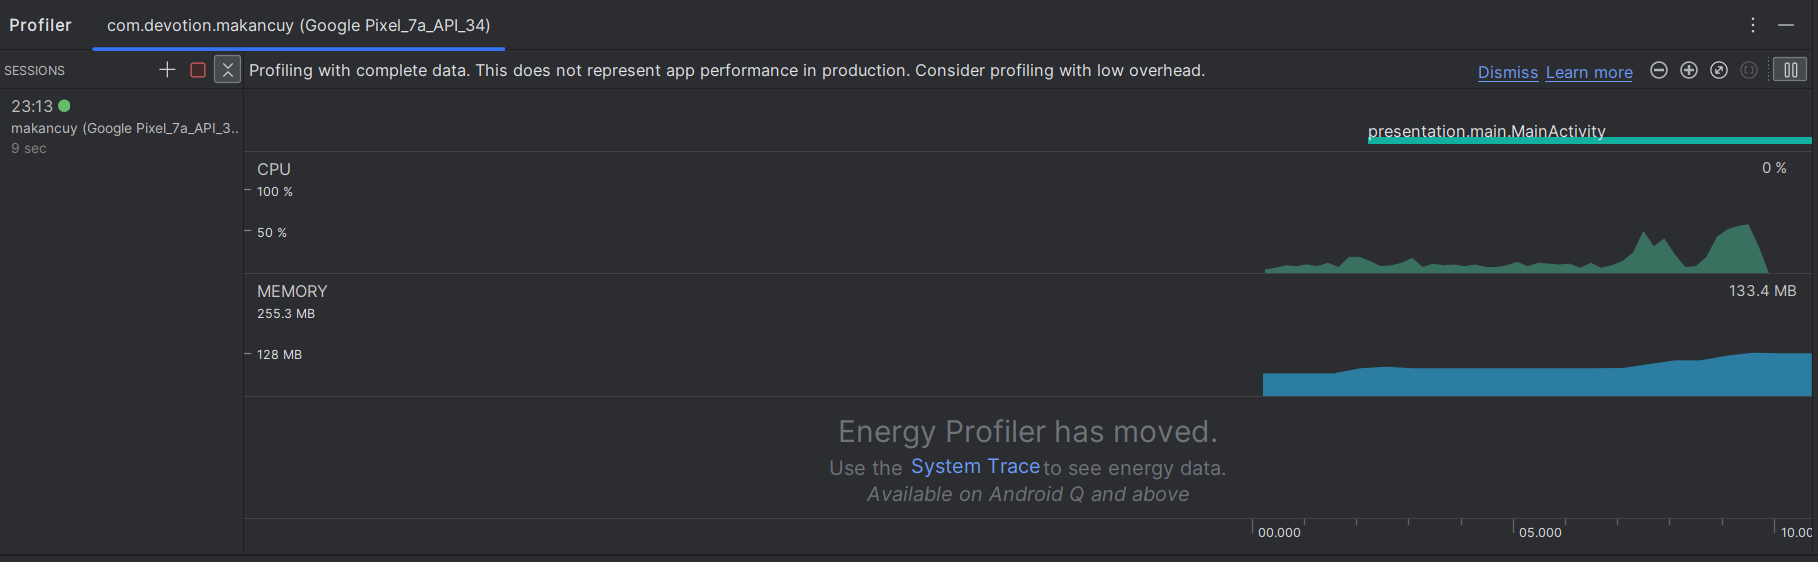 Profiler com.devotion.makancuy (Google Pixel_7a_API_34)
SESSIONS
Profiling with complete data. This does not represent app performance in production. Consider profiling with low overhead. Dismiss Learn more
23:13
makancuy (Google Pixel_7a_API_3..
9 sec
presentation.main.MainActivity
CPU 0 %
100 %
50 %
MEMORY 133.4 MB
255.3 MB
128 MB
Energy Profiler has moved.
Use the System Trace to see energy data.
Available on Android Q and above
00.000 05.000 10.00